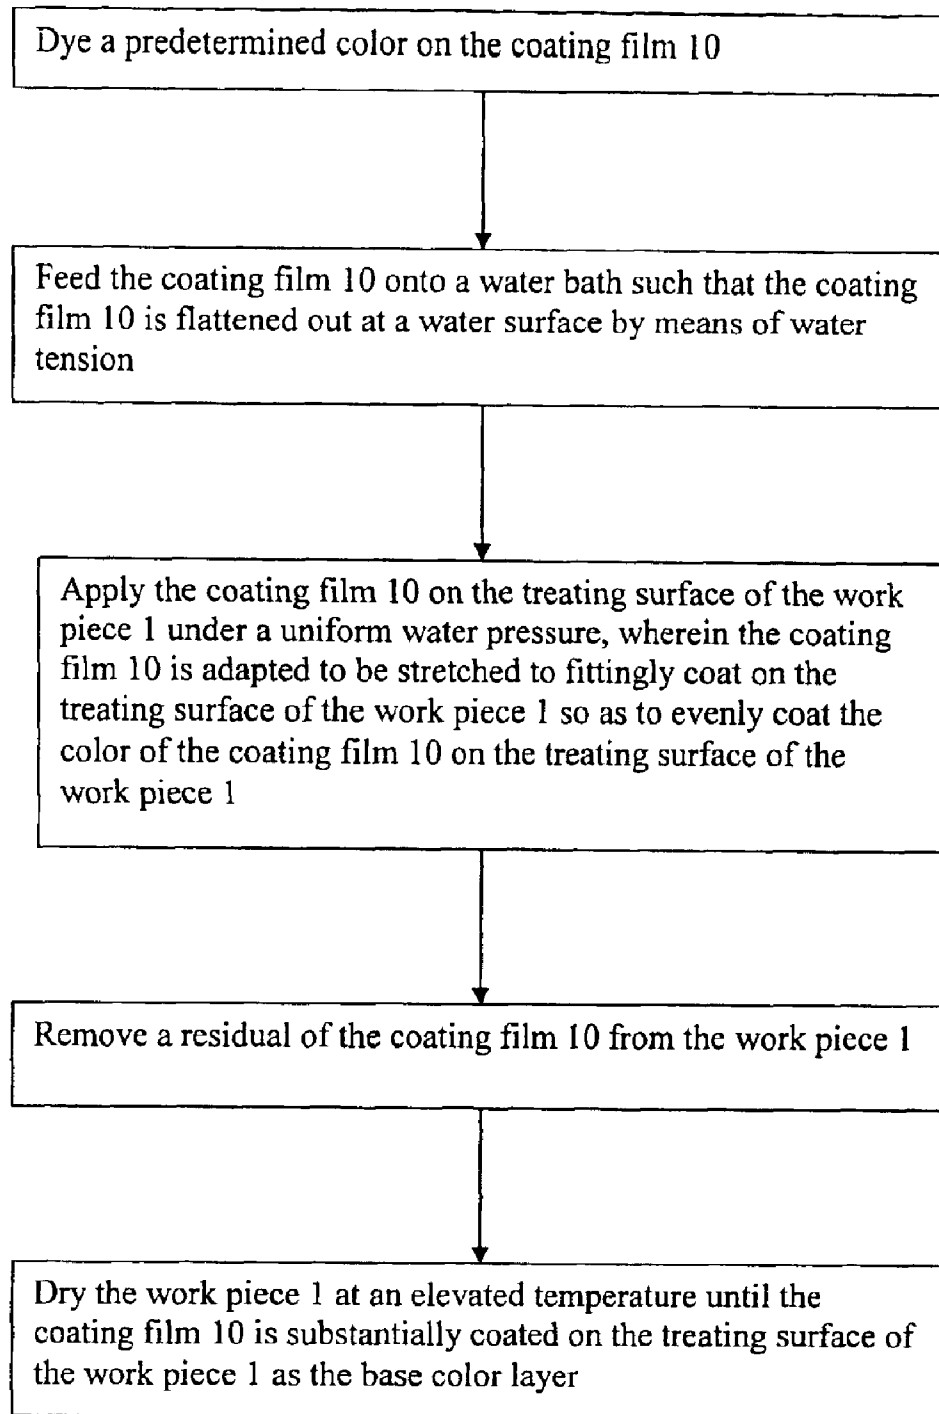 Dye a predetermined color on the coating film 10
Feed the coating film 10 onto a water bath such that the coating
film 10 is flattened out at a water surface by means of water
tension
Apply the coating film 10 on the treating surface of the work
piece 1 under a uniform water pressure, wherein the coating
film 10 is adapted to be stretched to fittingly coat on the
treating surface of the work piece 1 so as to evenly coat the
color of the coating film 10 on the treating surface of the
work piece 1
Remove a residual of the coating film 10 from the work piece 1
Dry the work piece 1 at an elevated temperature until the
coating film 10 is substantially coated on the treating surface of
the work piece 1 as the base color layer